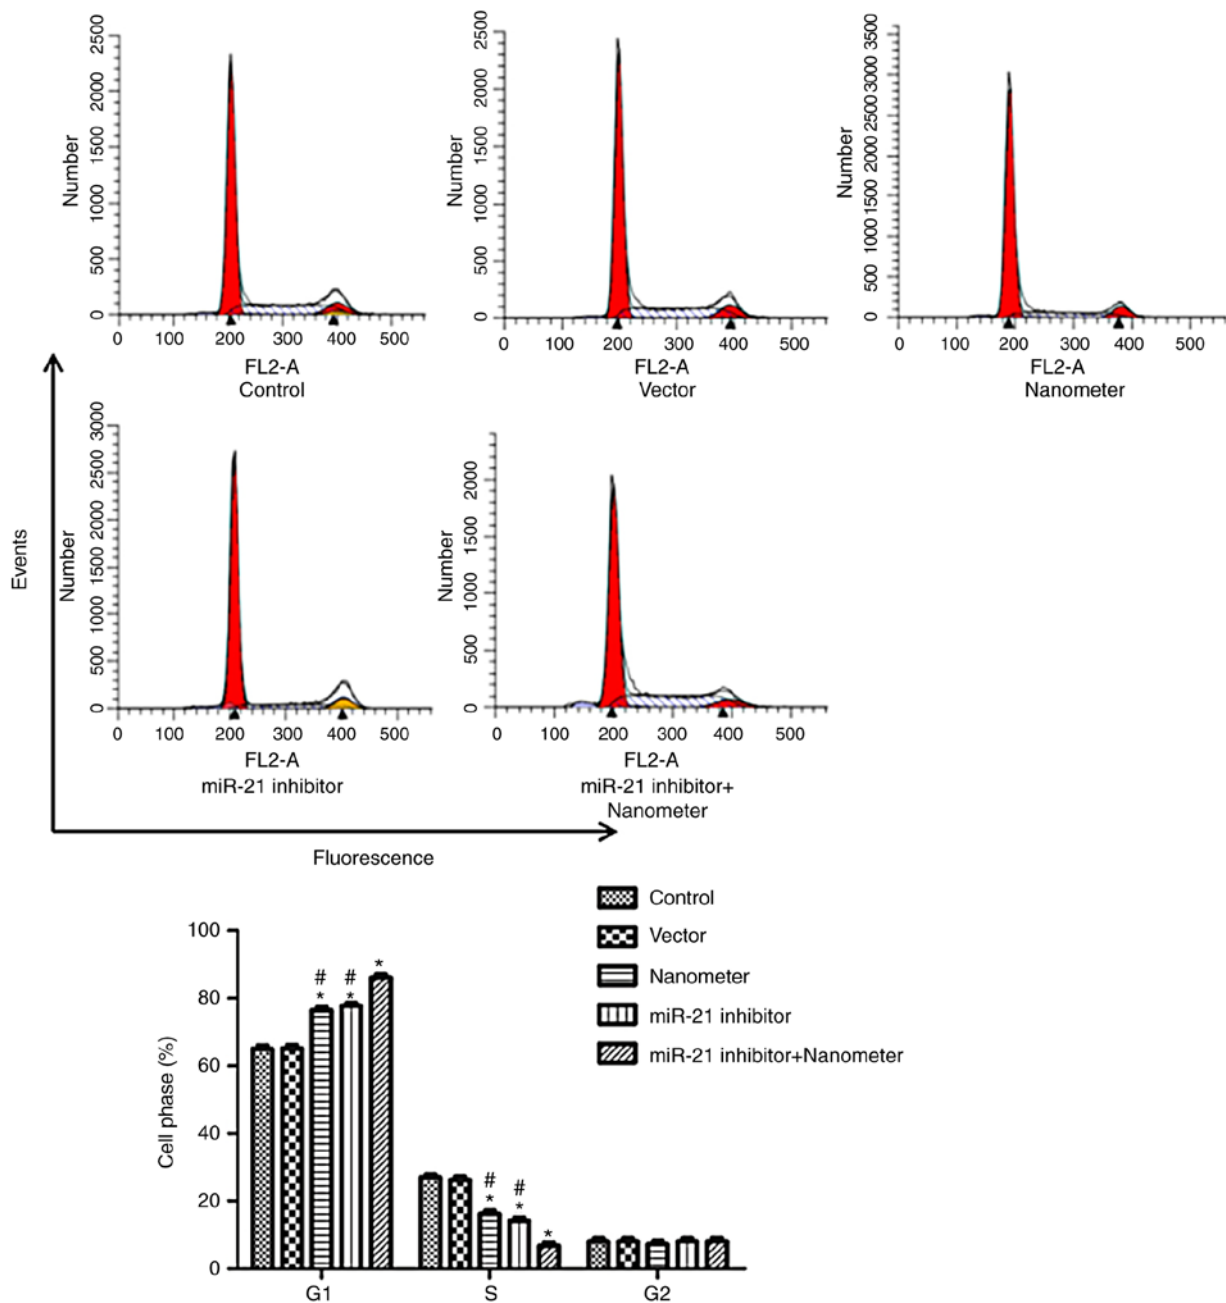 2500
2000
1500
1000
500
0
Number
0 100 200 300 400 500
FL2-A
Control
2500
2000
1500
1000
500
0
Number
0 100 200 300 400 500
FL2-A
Vector
3500
3000
2500
2000
1500
1000
500
0
Number
0 100 200 300 400 500
FL2-A
Nanometer
3000
2500
2000
1500
1000
500
0
Number
0 100 200 300 400 500
FL2-A
miR-21 inhibitor
2000
1500
1000
500
0
Number
0 100 200 300 400 500
FL2-A
miR-21 inhibitor+
Nanometer
Events
Fluorescence
Control
Vector
Nanometer
miR-21 inhibitor
miR-21 inhibitor+Nanometer
100
80
60
40
20
0
Cell phase (%)
# # *
* *
# #
* * *
G1 S G2